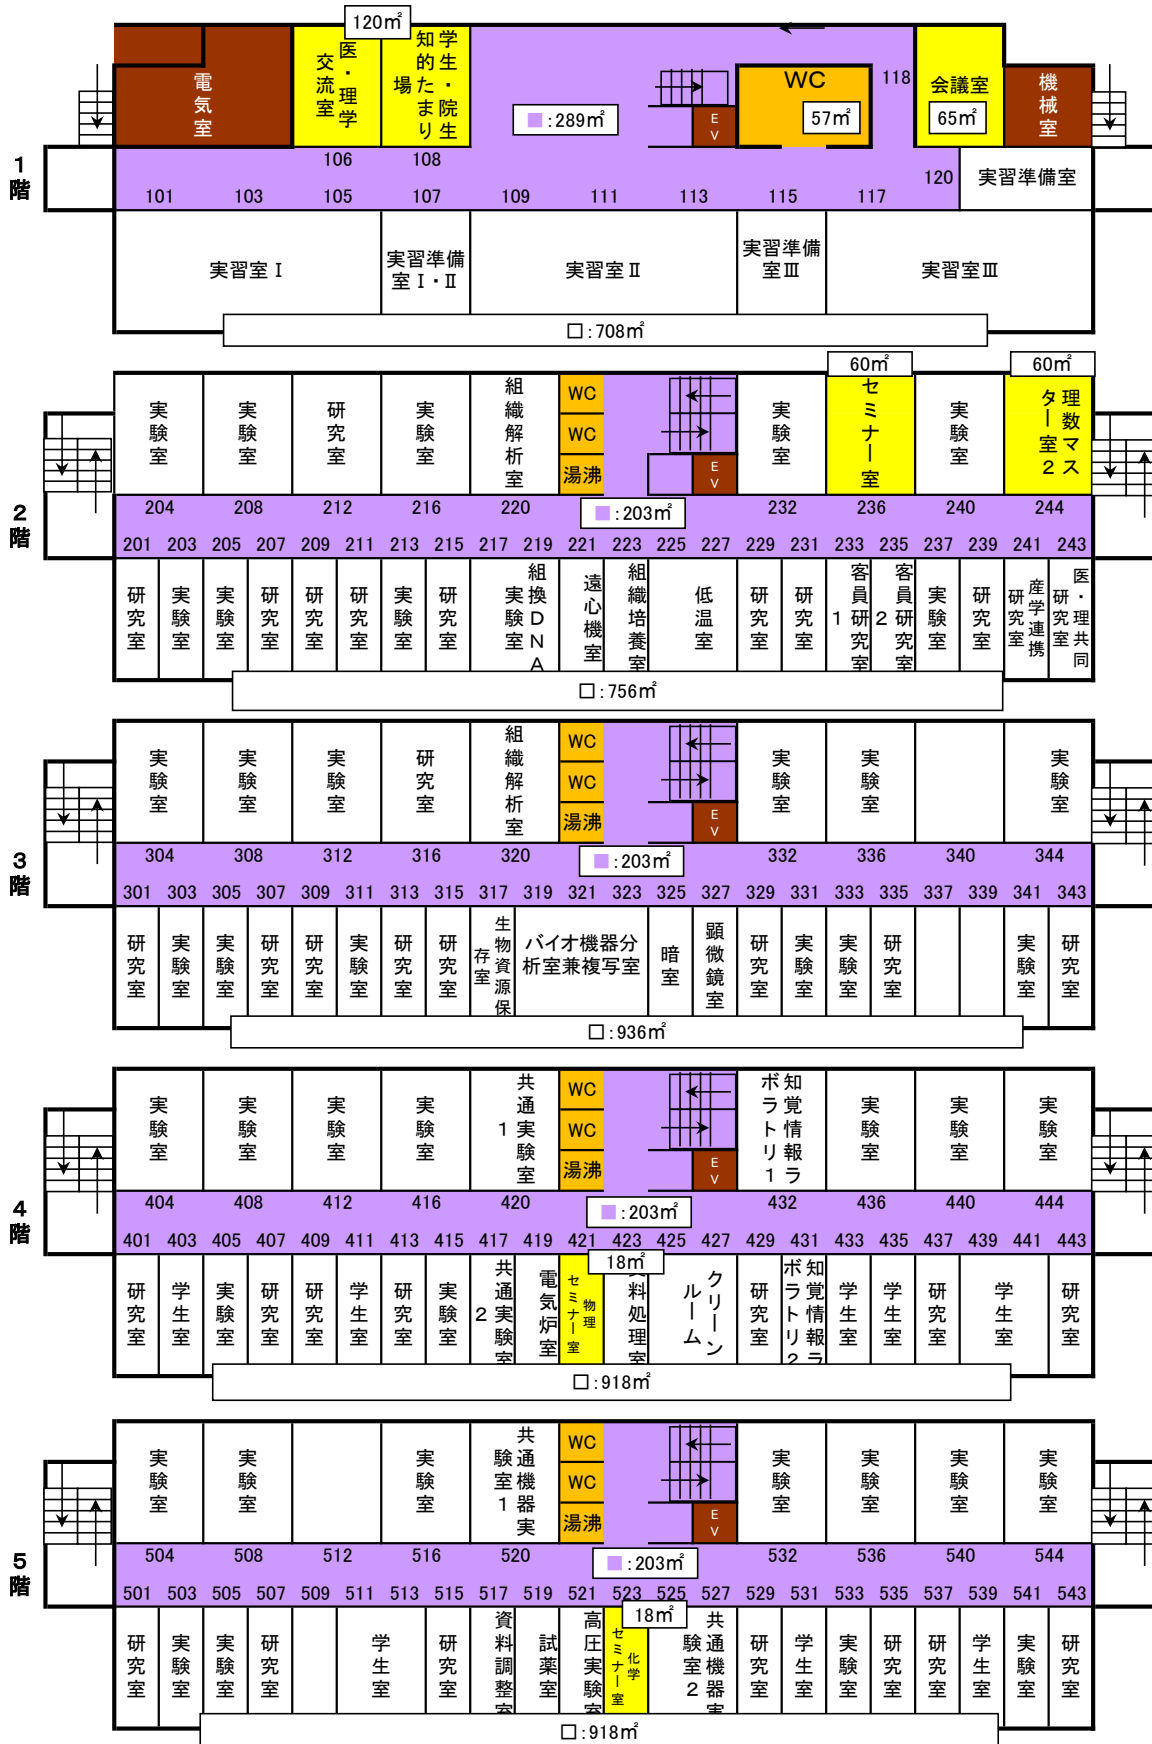 120㎡
電気室
医・理学交流室
学生・院生知的たまり場
■:289㎡
EV
WC
57㎡
118
会議室
65㎡
機械室
1階
106 108
101 103 105 107 109 111 113 115 117 120
実習準備室
実習室Ⅰ
実習準備室Ⅰ・Ⅱ
実習室Ⅱ
実習準備室Ⅲ
実習室Ⅲ
□:708㎡
60㎡ 60㎡
実験室 実験室 研究室 実験室 組織解析室
WC
WC
湯沸
EV
実験室 セミナー室 実験室 理数マスター室2
2階
204 208 212 216 220 ■:203㎡ 232 236 240 244
201 203 205 207 209 211 213 215 217 219 221 223 225 227 229 231 233 235 237 239 241 243
研究室 実験室 実験室 研究室 研究室 研究室 実験室 研究室 組換DNA実験室 遠心機室 組織培養室 低温室 研究室 研究室 客員研究室1 客員研究室2 実験室 研究室 産学連携研究室 医・理共同研究室
□:756㎡
実験室 実験室 実験室 研究室 組織解析室
WC
WC
湯沸
EV
実験室 実験室 実験室
3階
304 308 312 316 320 ■:203㎡ 332 336 340 344
301 303 305 307 309 311 313 315 317 319 321 323 325 327 329 331 333 335 337 339 341 343
研究室 実験室 実験室 研究室 研究室 実験室 研究室 研究室 生物資源保存室 バイオ機器分析室兼複写室 暗室 顕微鏡室 研究室 実験室 実験室 研究室 実験室 研究室
□:936㎡
実験室 実験室 実験室 実験室 共通実験室1
WC
WC
湯沸
EV
知覚情報ラボラトリ1 実験室 実験室 実験室
4階
404 408 412 416 420 ■:203㎡ 432 436 440 444
401 403 405 407 409 411 413 415 417 419 421 423 425 427 429 431 433 435 437 439 441 443
18㎡
研究室 学生室 実験室 研究室 研究室 学生室 研究室 実験室 共通実験室2 電気炉室 物理セミナー室 料処理室 クリーンルーム 研究室 知覚情報ラボラトリ2 学生室 学生室 研究室 学生室 研究室
□:918㎡
実験室 実験室 実験室 共通機器実験室1
WC
WC
湯沸
EV
実験室 実験室 実験室 実験室
5階
504 508 512 516 520 ■:203㎡ 532 536 540 544
501 503 505 507 509 511 513 515 517 519 521 523 525 527 529 531 533 535 537 539 541 543
18㎡
研究室 実験室 実験室 研究室 学生室 研究室 資料調整室 試薬室 高圧実験室 化学セミナー室 共通機器実験室2 研究室 学生室 実験室 研究室 研究室 学生室 実験室 研究室
□:918㎡